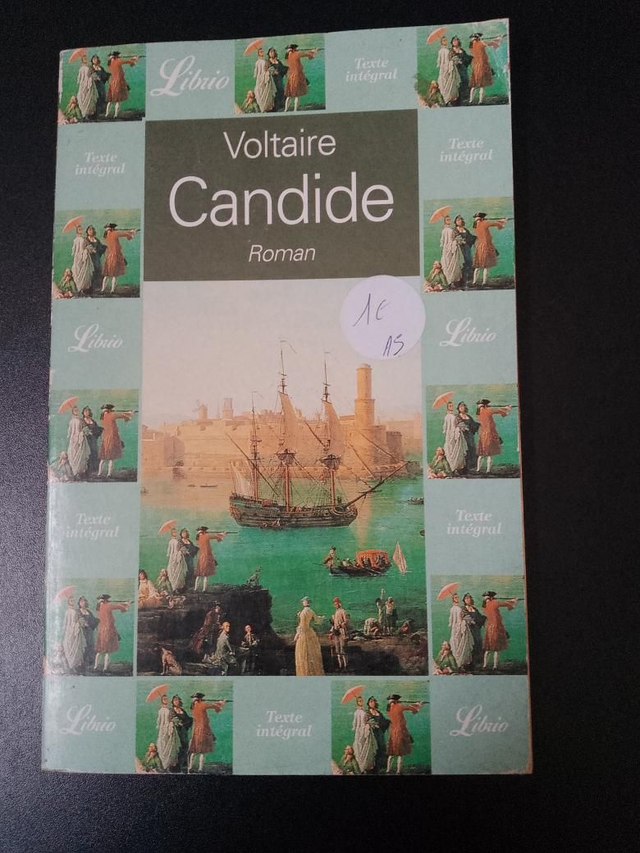 Librio
Texte
intégral
Voltaire
Candide
Roman
Texte
intégral
Texte
intégral
1€
AS
Librio
Librio
Texte
intégral
Texte
intégral
Librio
Texte
intégral
Librio